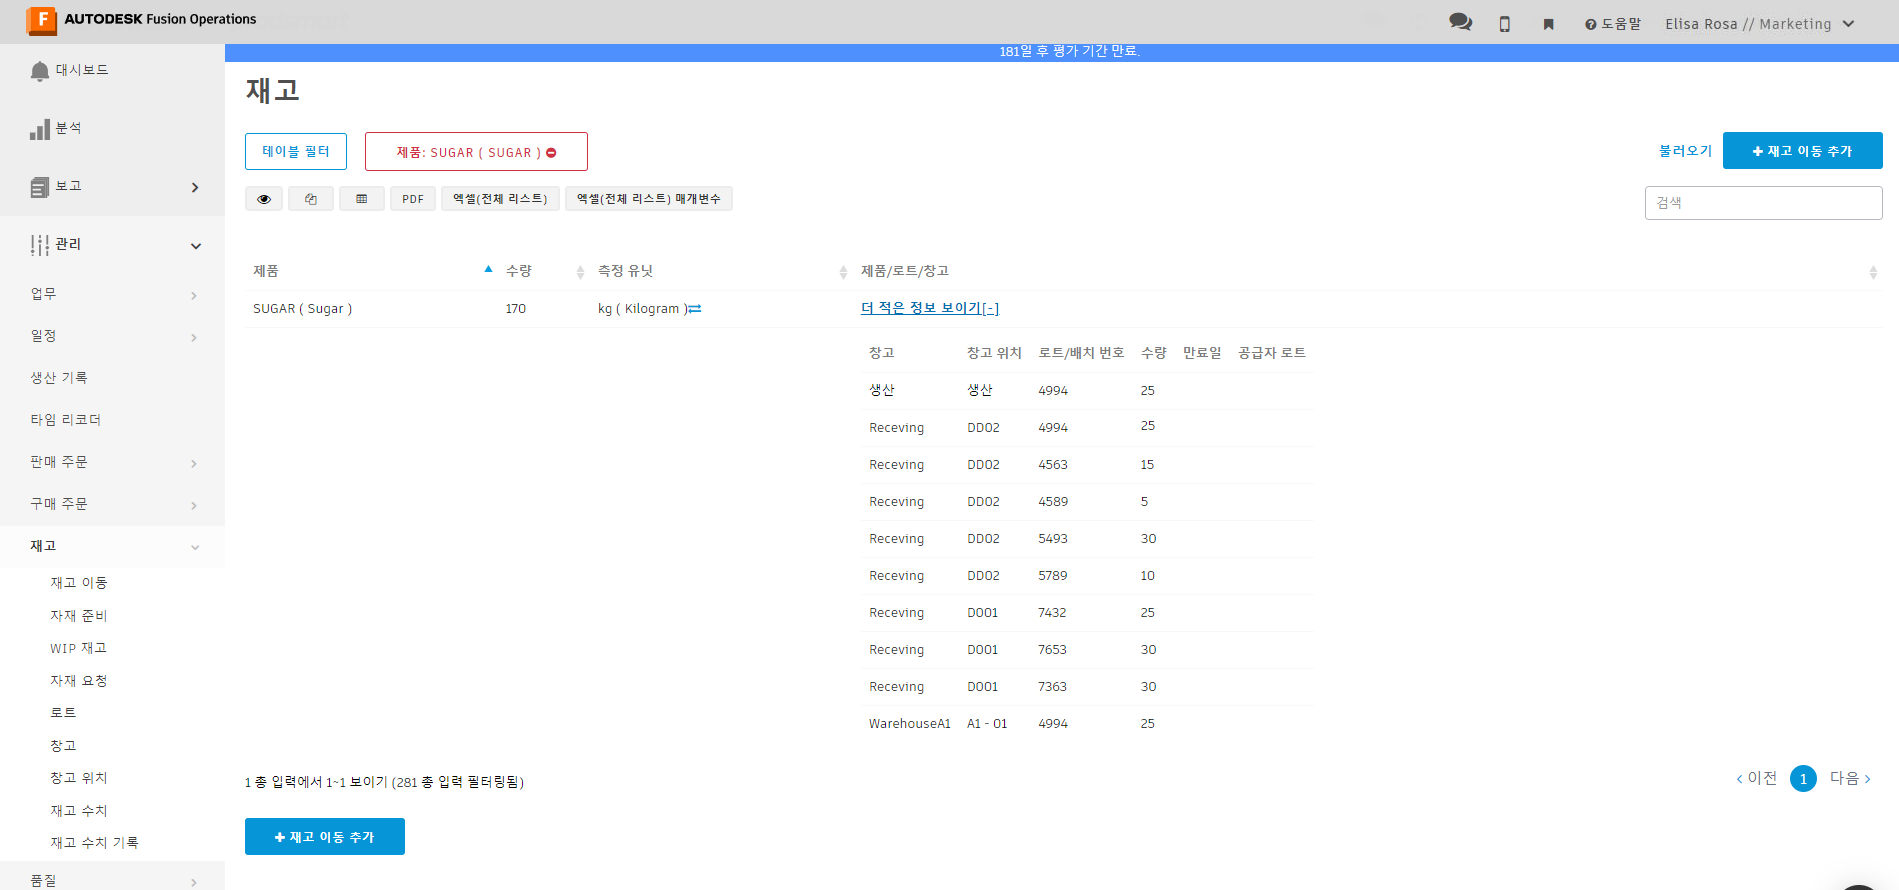 F AUTODESK Fusion Operations
도움말
Elisa Rosa // Marketing
181일 후 평가 기간 만료.
대시보드
분석
보고
관리
업무
일정
생산 기록
타임 리코더
판매 주문
구매 주문
재고
재고 이동
자재 준비
WIP 재고
자재 요청
로트
창고
창고 위치
재고 수치
재고 수치 기록
품질
재고
테이블 필터
제품: SUGAR ( SUGAR )
불러오기
+ 재고 이동 추가
PDF
엑셀(전체 리스트)
엑셀(전체 리스트) 매개변수
검색
제품 수량 측정 유닛 제품/로트/창고
SUGAR ( Sugar ) 170 kg ( Kilogram ) 더 적은 정보 보이기[-]
창고 창고 위치 로트/배치 번호 수량 만료일 공급자 로트
생산 생산 4994 25
Receving DD02 4994 25
Receving DD02 4563 15
Receving DD02 4589 5
Receving DD02 5493 30
Receving DD02 5789 10
Receving D001 7432 25
Receving D001 7653 30
Receving D001 7363 30
WarehouseA1 A1 - 01 4994 25
1 총 입력에서 1~1 보이기 (281 총 입력 필터링됨)
‹ 이전 1 다음 ›
+ 재고 이동 추가